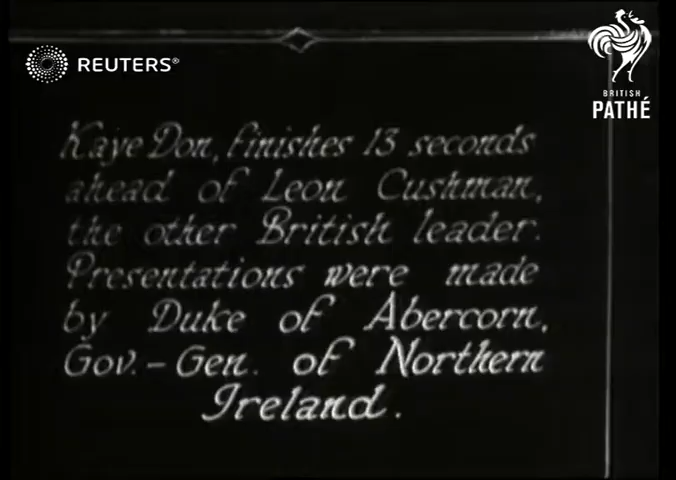 REUTERS®
BRITISH
PATHÉ
Kaye Don, finishes 13 seconds
ahead of Leon Cushman,
the other British leader.
Presentations were made
by Duke of Abercorn,
Gov.-Gen. of Northern
Ireland.